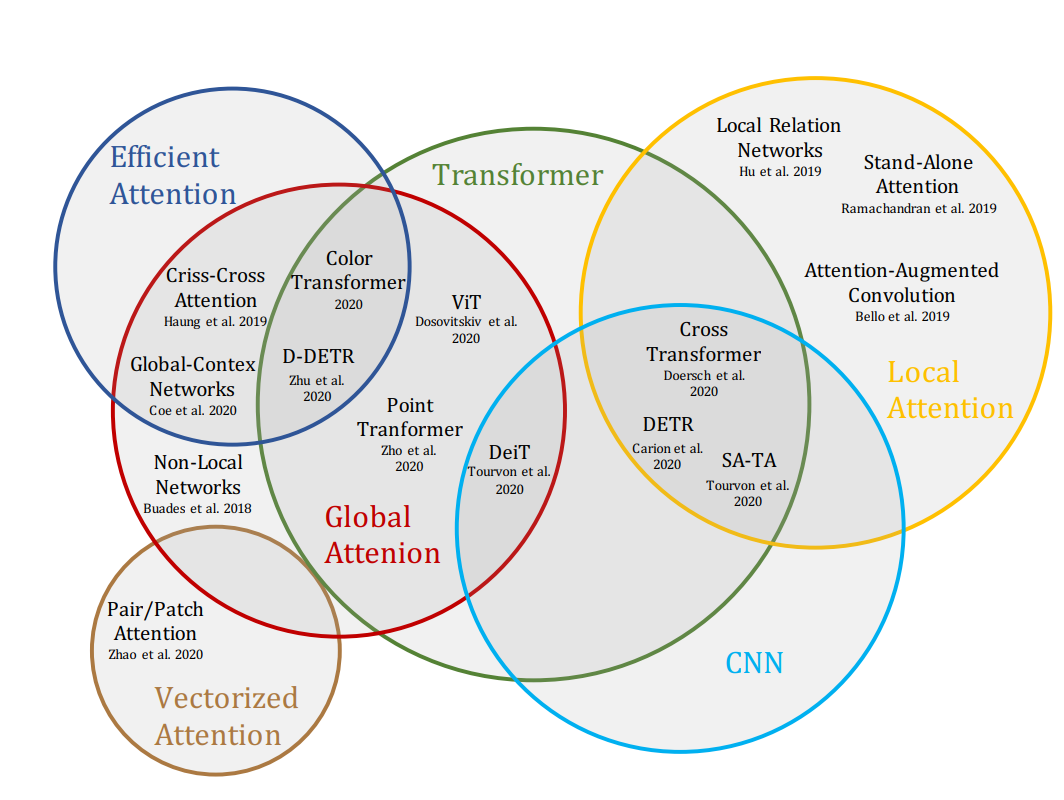 Efficient
Attention
Transformer
Local Relation
Networks
Hu et al. 2019
Stand-Alone
Attention
Ramachandran et al. 2019
Attention-Augmented
Convolution
Bello et al. 2019
Local
Attention
Criss-Cross
Attention
Haung et al. 2019
Color
Transformer
2020
ViT
Dosovitskiv et al.
2020
Global-Contex
Networks
Coe et al. 2020
D-DETR
Zhu et al.
2020
Point
Tranformer
Zho et al.
2020
Cross
Transformer
Doersch et al.
2020
DETR
Carion et al.
2020
SA-TA
Tourvon et al.
2020
DeiT
Tourvon et al.
2020
Non-Local
Networks
Buades et al. 2018
Global
Attenion
Pair/Patch
Attention
Zhao et al. 2020
Vectorized
Attention
CNN